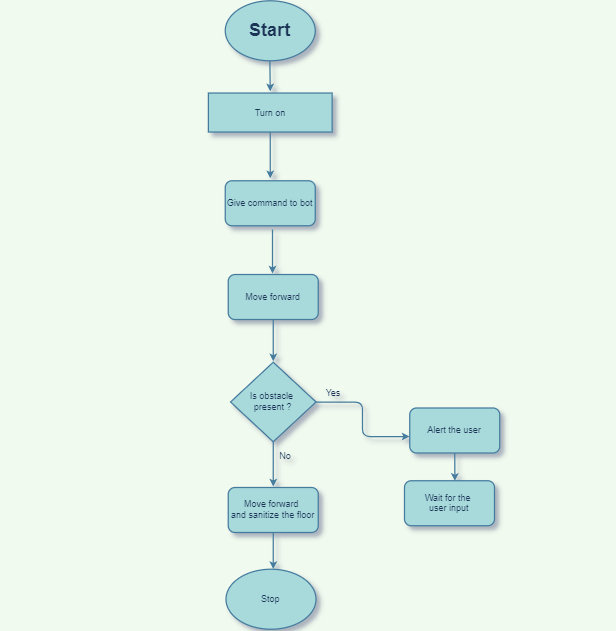 Start
Turn on
Give command to bot
Move forward
Is obstacle
present ?
Yes
Alert the user
No
Wait for the
user input
Move forward
and sanitize the floor
Stop